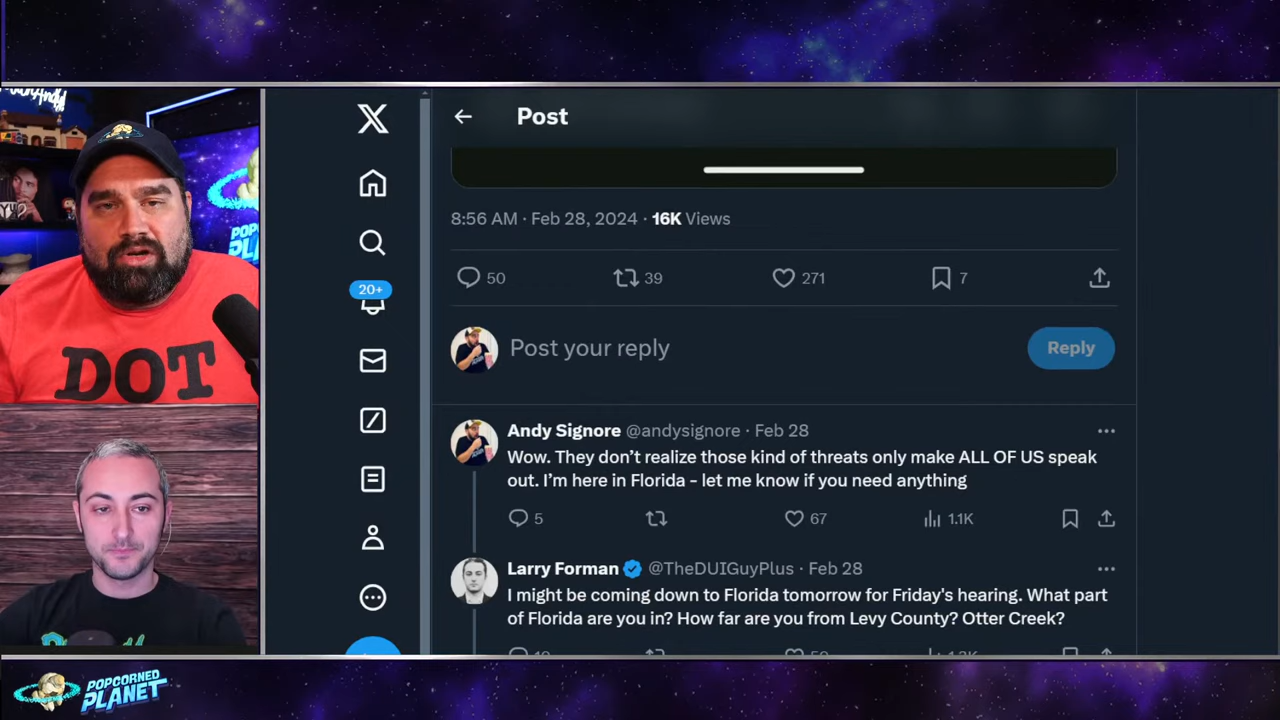 Post
8:56 AM · Feb 28, 2024 · 16K Views
50
39
271
7
20+
Post your reply
Reply
Andy Signore @andysignore · Feb 28
Wow. They don’t realize those kind of threats only make ALL OF US speak
out. I’m here in Florida – let me know if you need anything
5
67
1.1K
Larry Forman @TheDUIGuyPlus · Feb 28
I might be coming down to Florida tomorrow for Friday's hearing. What part
of Florida are you in? How far are you from Levy County? Otter Creek?
DOT
POPCORNED
PLANET